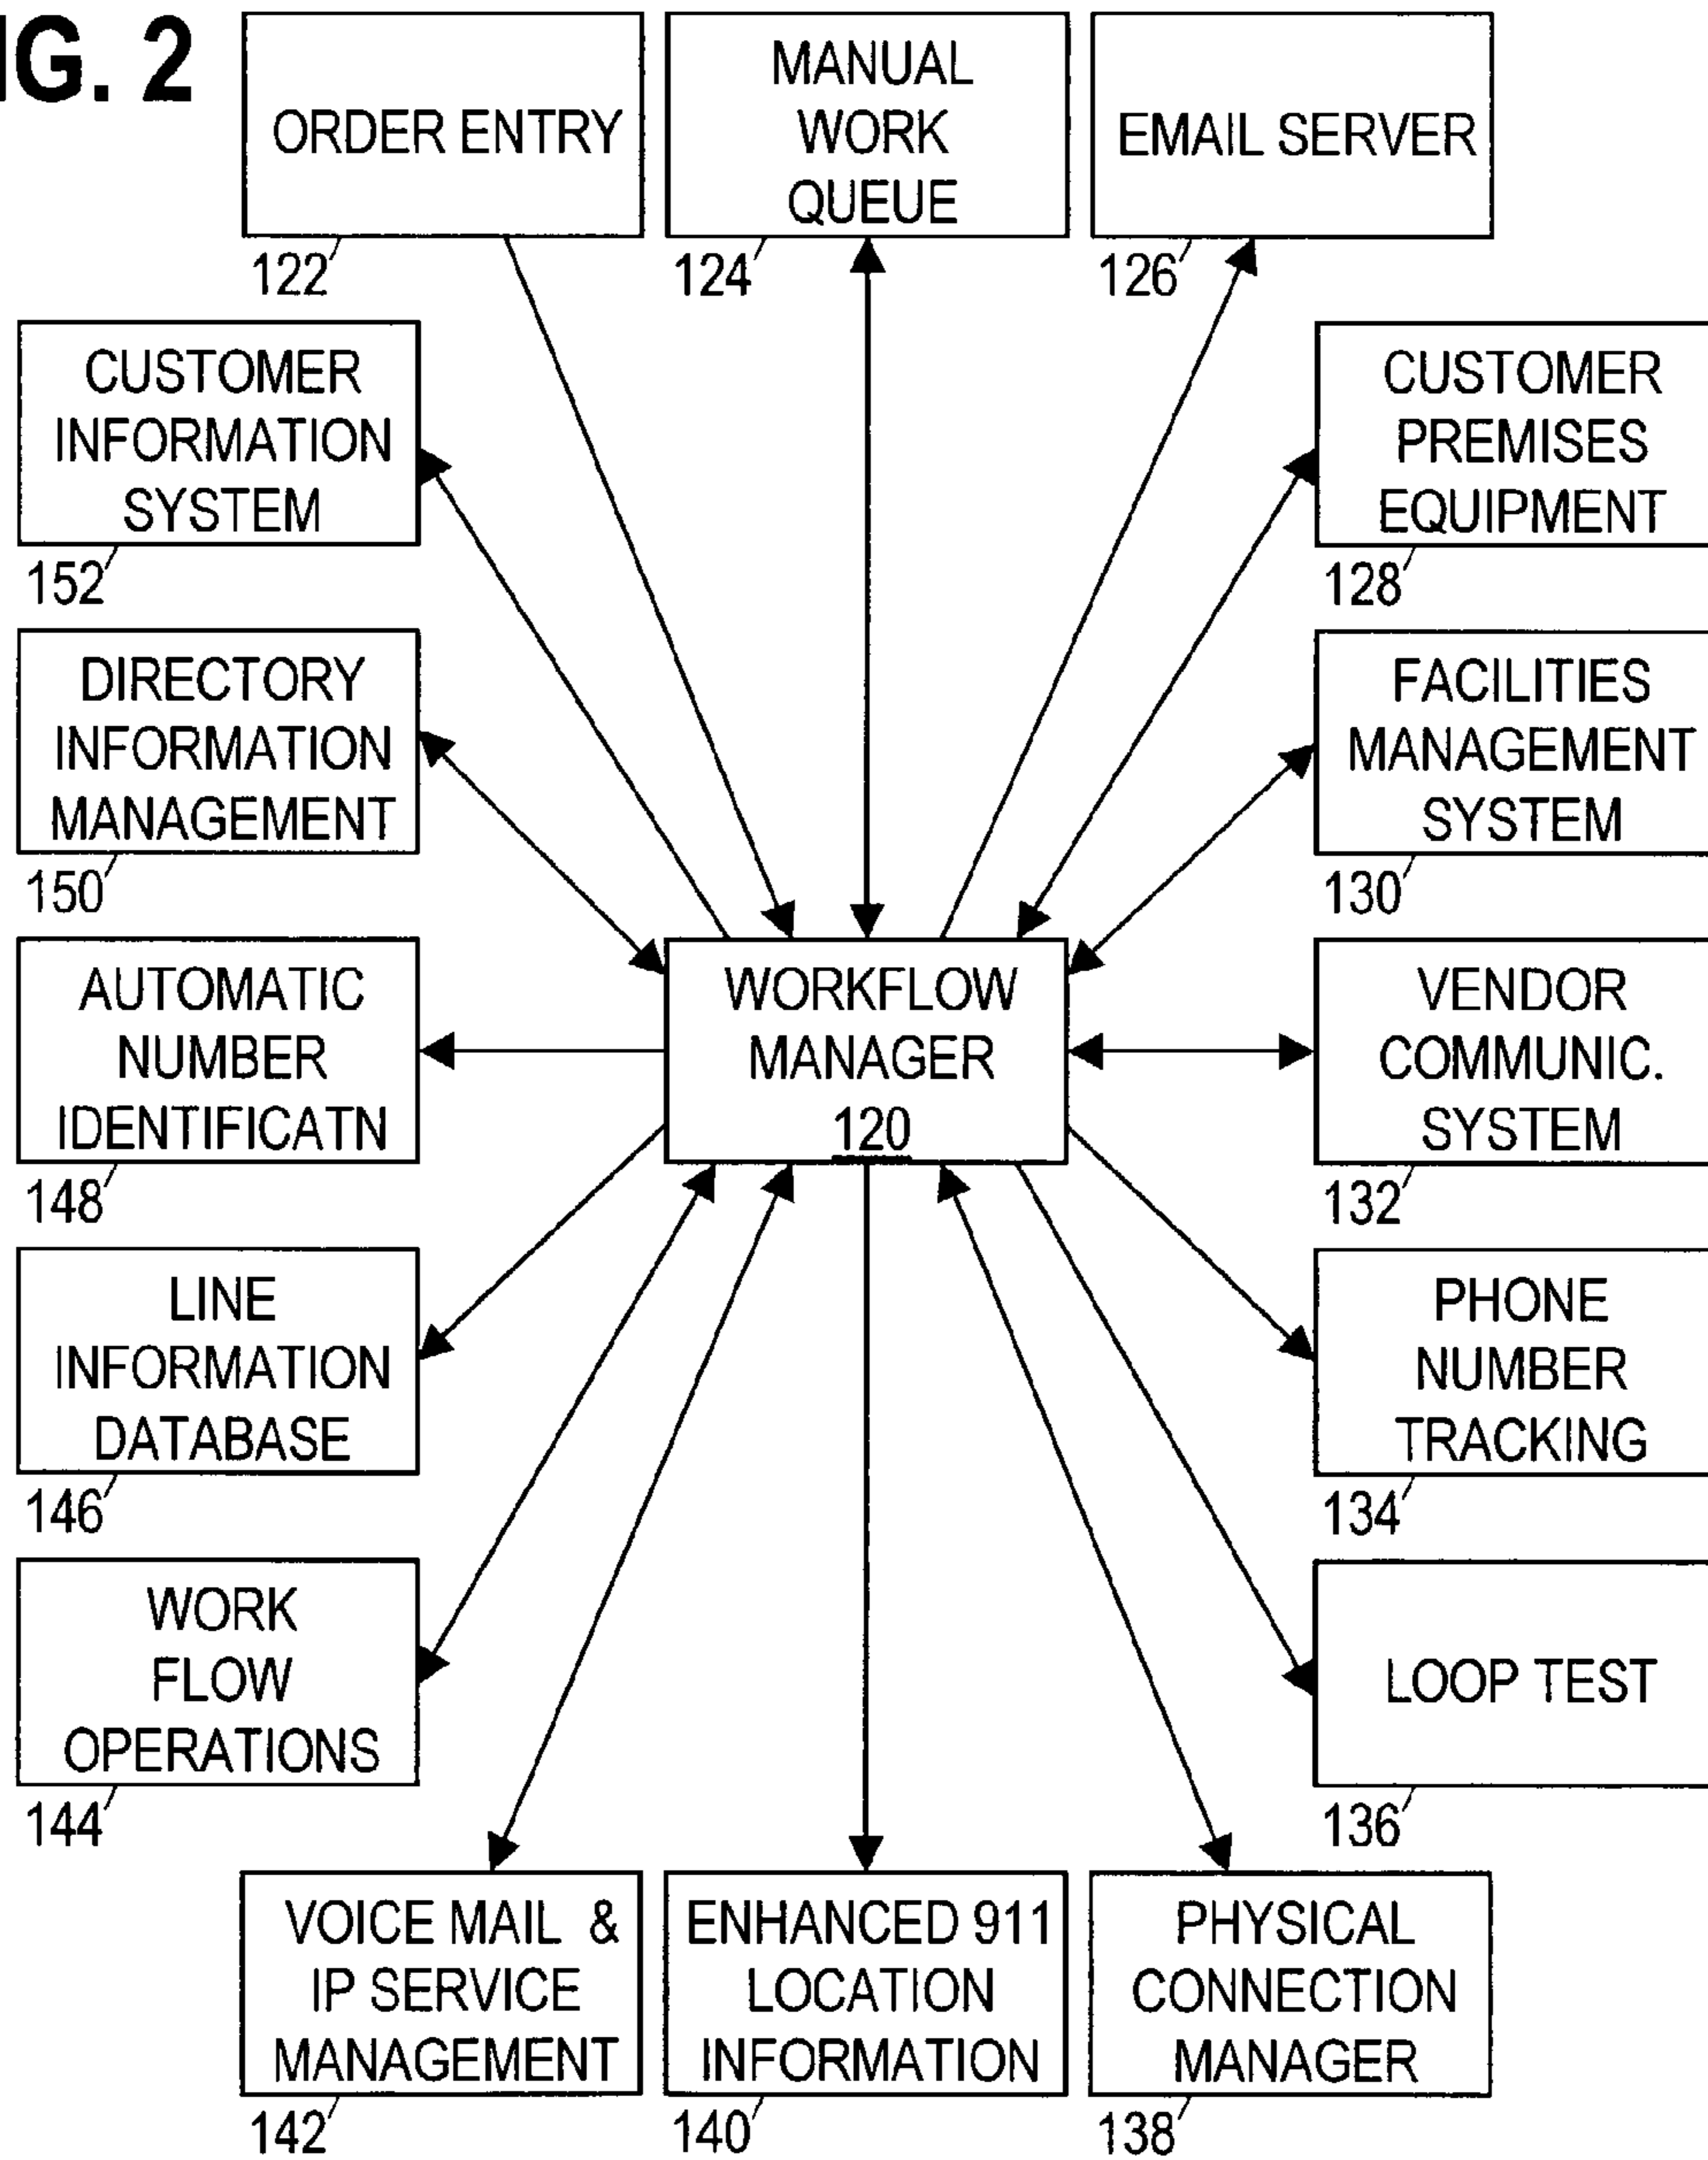 IG. 2
ORDER ENTRY
122
MANUAL
WORK
QUEUE
124
EMAIL SERVER
126
CUSTOMER
INFORMATION
SYSTEM
152
CUSTOMER
PREMISES
EQUIPMENT
128
DIRECTORY
INFORMATION
MANAGEMENT
150
FACILITIES
MANAGEMENT
SYSTEM
130
AUTOMATIC
NUMBER
IDENTIFICATN
148
WORKFLOW
MANAGER
120
VENDOR
COMMUNIC.
SYSTEM
132
LINE
INFORMATION
DATABASE
146
PHONE
NUMBER
TRACKING
134
WORK
FLOW
OPERATIONS
144
LOOP TEST
136
VOICE MAIL &
IP SERVICE
MANAGEMENT
142
ENHANCED 911
LOCATION
INFORMATION
140
PHYSICAL
CONNECTION
MANAGER
138